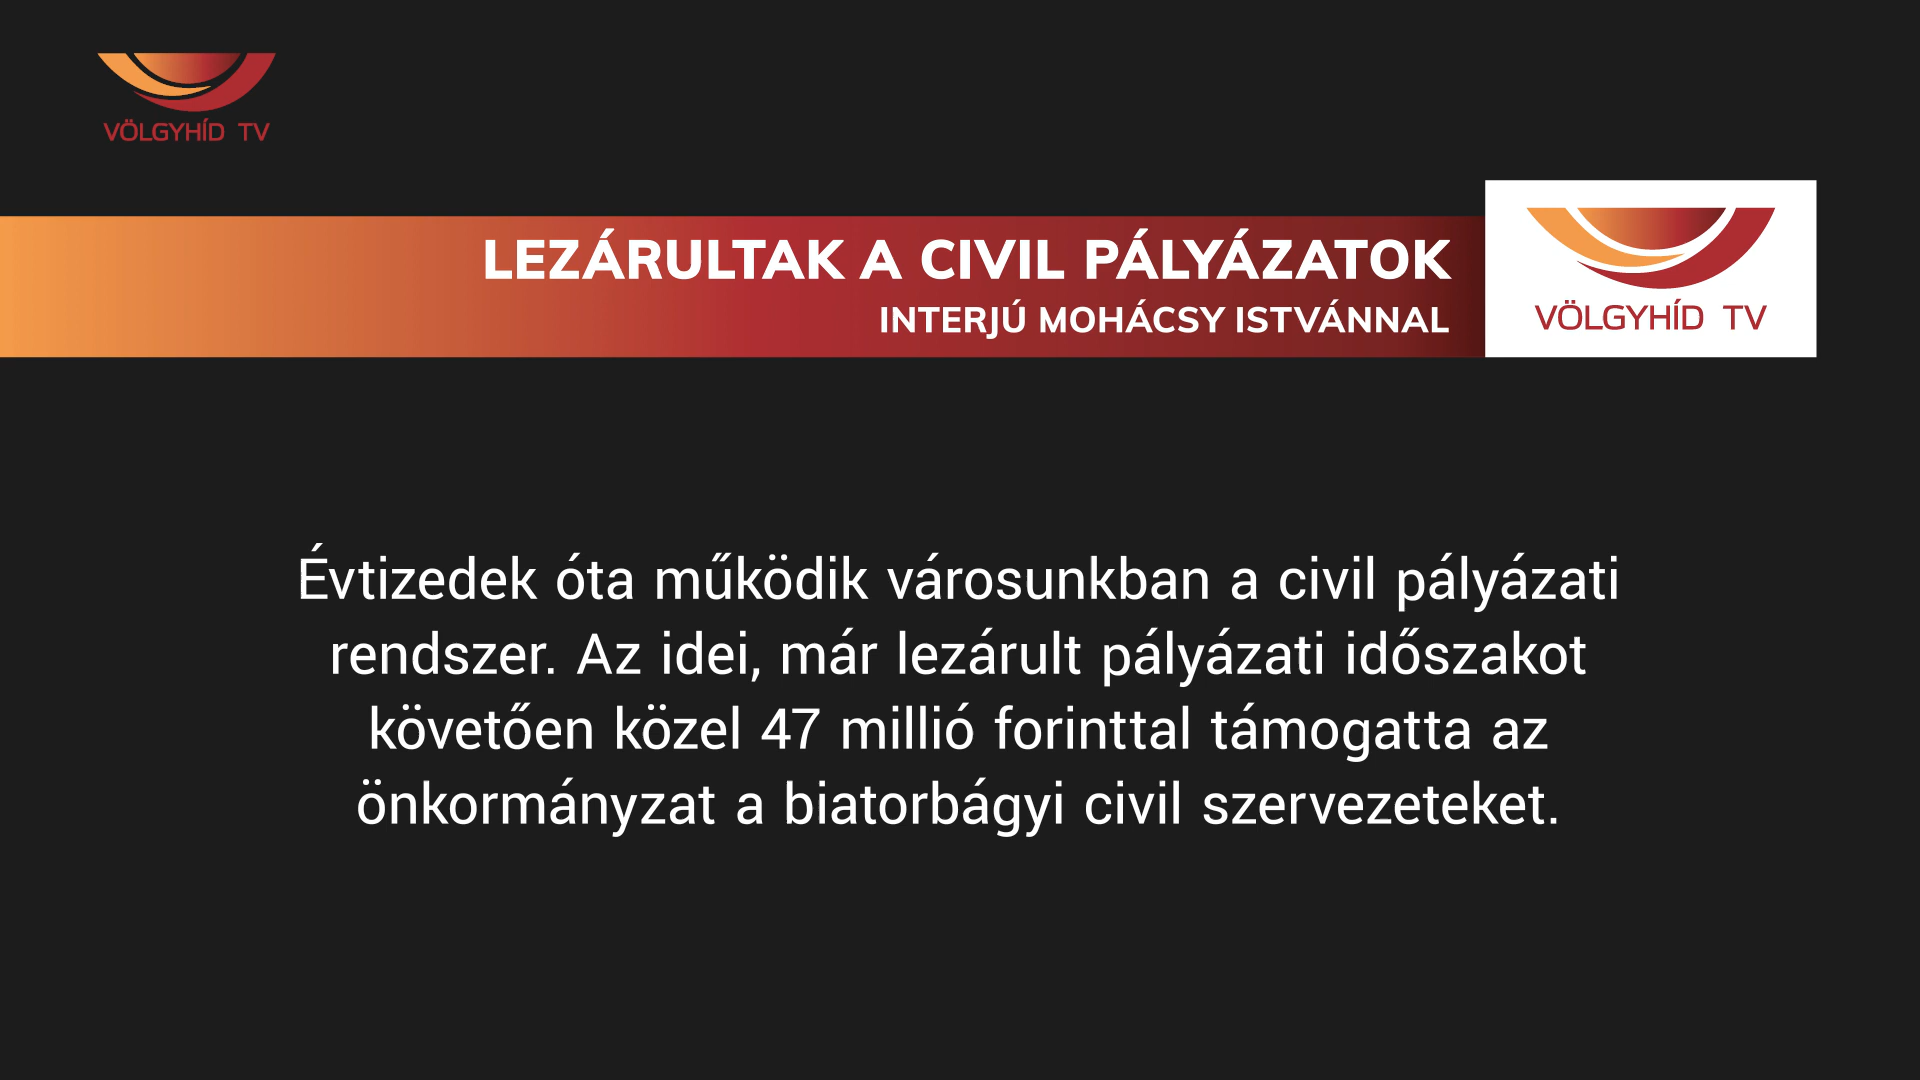 VÖLGYHÍD TV
LEZÁRULTAK A CIVIL PÁLYÁZATOK
INTERJÚ MOHÁCSY ISTVÁNNAL
VÖLGYHÍD TV
Évtizedek óta működik városunkban a civil pályázati
rendszer. Az idei, már lezárult pályázati időszakot
követően közel 47 millió forinttal támogatta az
önkormányzat a biatorbágyi civil szervezeteket.